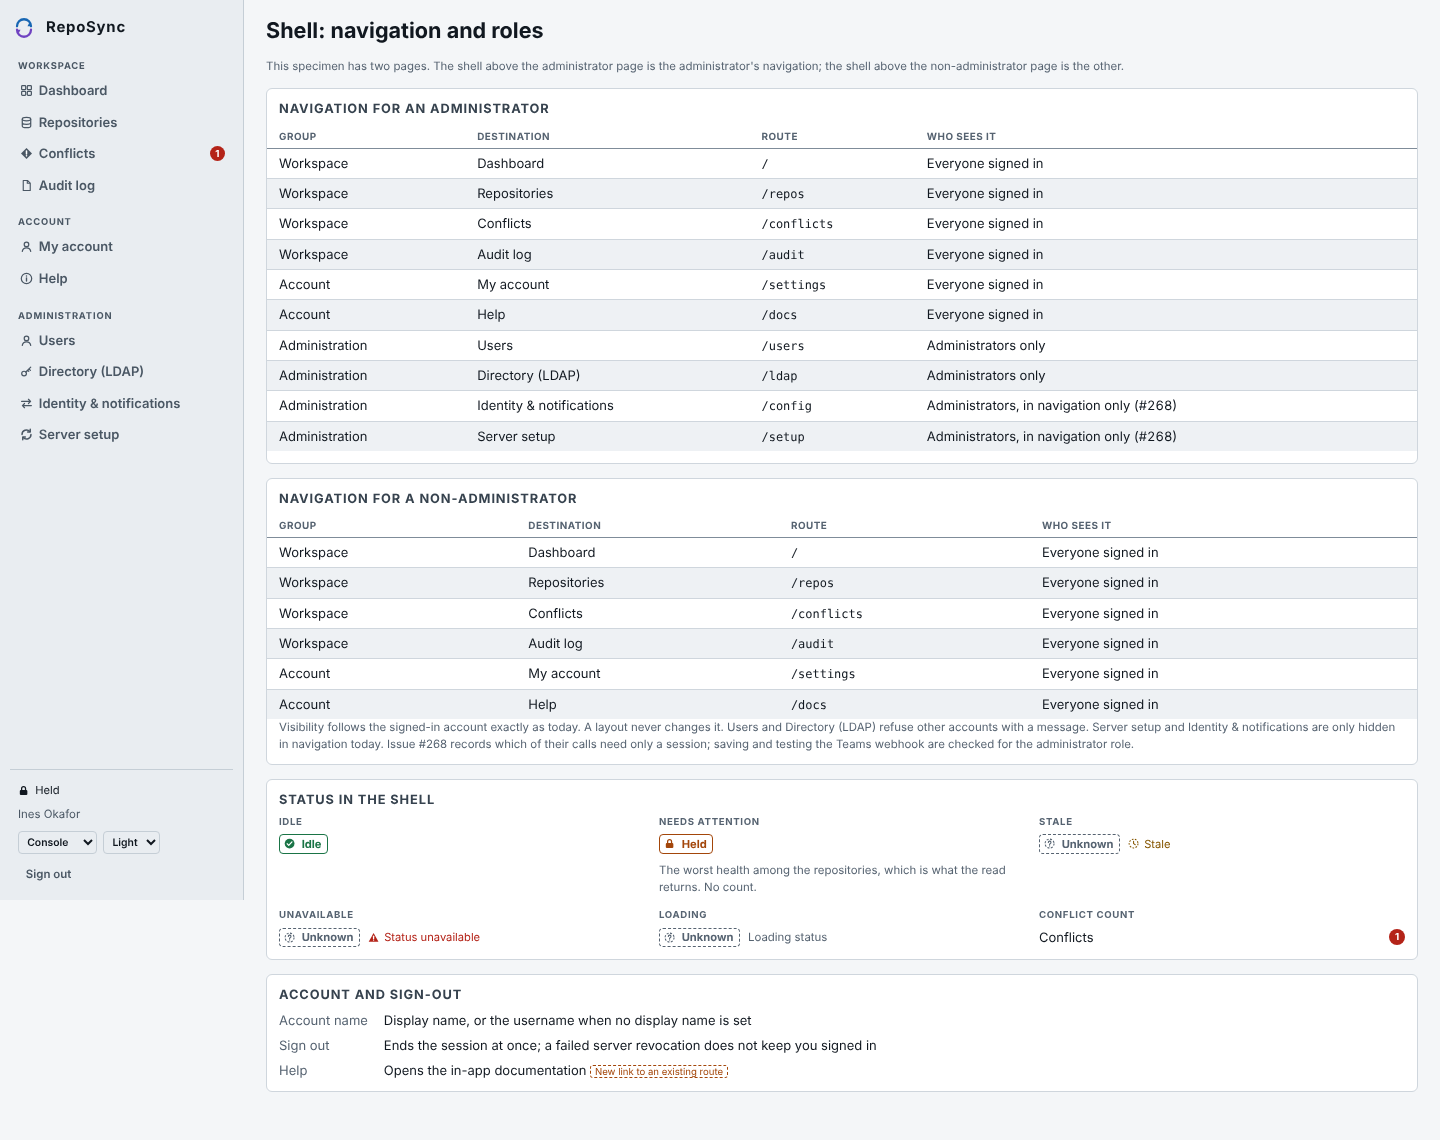 RepoSync
WORKSPACE
Dashboard
Repositories
Conflicts 1
Audit log
ACCOUNT
My account
Help
ADMINISTRATION
Users
Directory (LDAP)
Identity & notifications
Server setup
Held
Ines Okafor
Console Light
Sign out
Shell: navigation and roles
This specimen has two pages. The shell above the administrator page is the administrator's navigation; the shell above the non-administrator page is the other.
NAVIGATION FOR AN ADMINISTRATOR
GROUP DESTINATION ROUTE WHO SEES IT
Workspace Dashboard / Everyone signed in
Workspace Repositories /repos Everyone signed in
Workspace Conflicts /conflicts Everyone signed in
Workspace Audit log /audit Everyone signed in
Account My account /settings Everyone signed in
Account Help /docs Everyone signed in
Administration Users /users Administrators only
Administration Directory (LDAP) /ldap Administrators only
Administration Identity & notifications /config Administrators, in navigation only (#268)
Administration Server setup /setup Administrators, in navigation only (#268)
NAVIGATION FOR A NON-ADMINISTRATOR
GROUP DESTINATION ROUTE WHO SEES IT
Workspace Dashboard / Everyone signed in
Workspace Repositories /repos Everyone signed in
Workspace Conflicts /conflicts Everyone signed in
Workspace Audit log /audit Everyone signed in
Account My account /settings Everyone signed in
Account Help /docs Everyone signed in
Visibility follows the signed-in account exactly as today. A layout never changes it. Users and Directory (LDAP) refuse other accounts with a message. Server setup and Identity & notifications are only hidden
in navigation today. Issue #268 records which of their calls need only a session; saving and testing the Teams webhook are checked for the administrator role.
STATUS IN THE SHELL
IDLE NEEDS ATTENTION STALE
Idle Held Unknown Stale
The worst health among the repositories, which is what the read
returns. No count.
UNAVAILABLE LOADING CONFLICT COUNT
Unknown Status unavailable Unknown Loading status Conflicts 1
ACCOUNT AND SIGN-OUT
Account name Display name, or the username when no display name is set
Sign out Ends the session at once; a failed server revocation does not keep you signed in
Help Opens the in-app documentation New link to an existing route